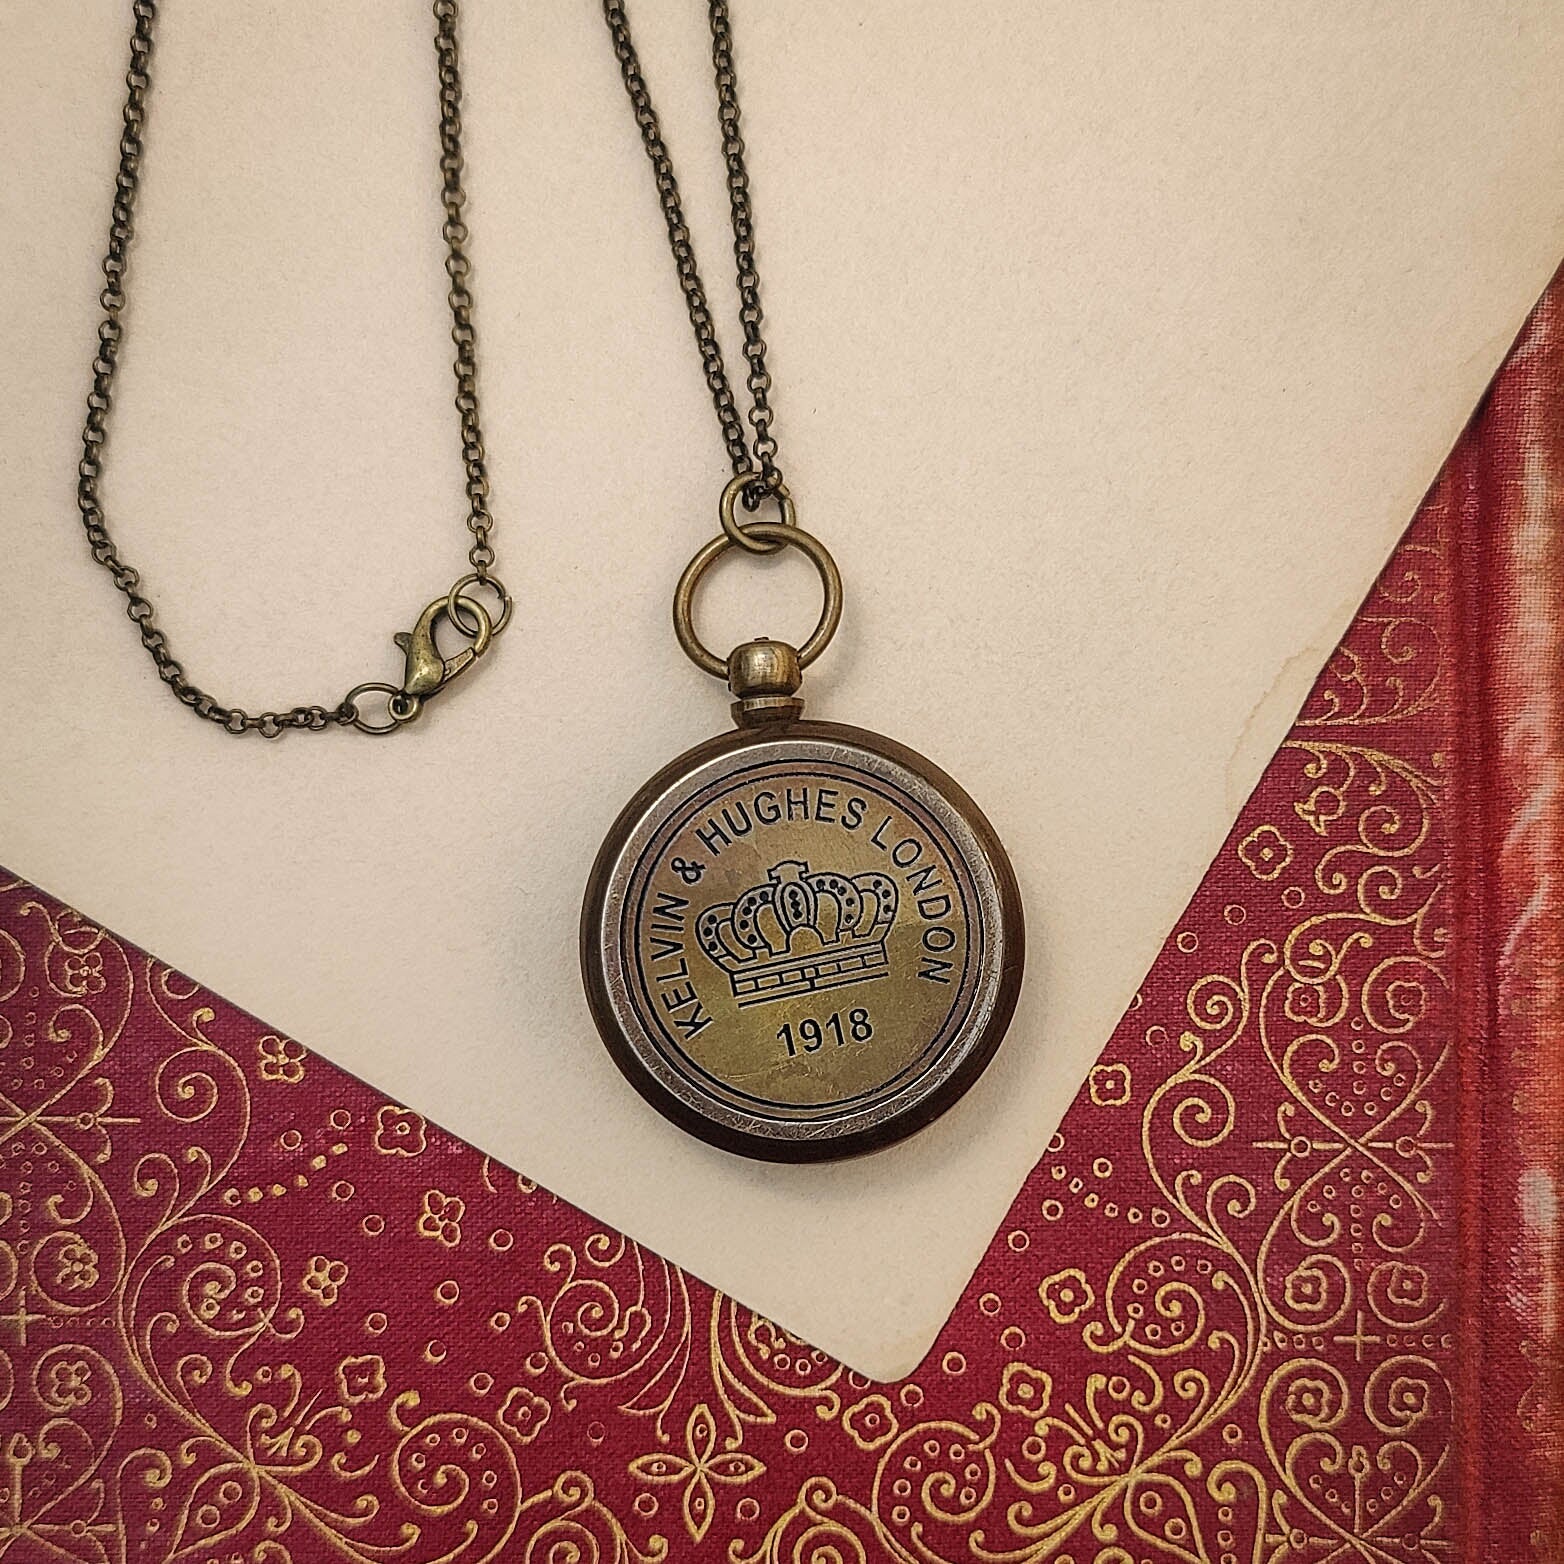 KELVIN & HUGHES LONDON
1918